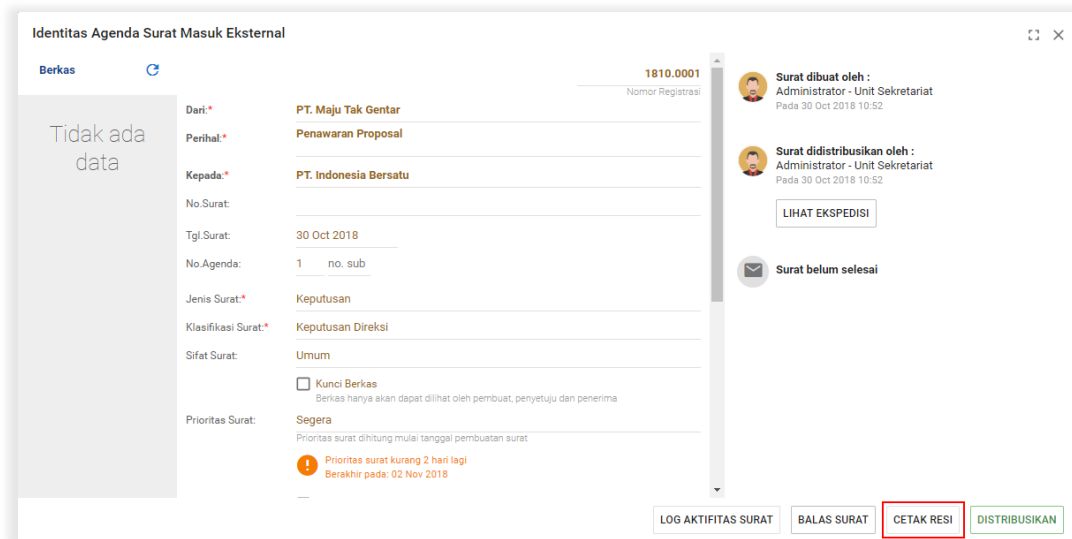 Identitas Agenda Surat Masuk Eksternal
Berkas
Tidak ada
data
1810.0001
Nomor Registrasi
Dari:* PT. Maju Tak Gentar
Perihal:* Penawaran Proposal
Kepada:* PT. Indonesia Bersatu
No.Surat:
Tgl.Surat: 30 Oct 2018
No.Agenda: 1 no. sub
Jenis Surat:* Keputusan
Klasifikasi Surat:* Keputusan Direksi
Sifat Surat: Umum
Kunci Berkas
Berkas hanya akan dapat dilihat oleh pembuat, penyetuju dan penerima
Prioritas Surat: Segera
Prioritas surat dihitung mulai tanggal pembuatan surat
Prioritas surat kurang 2 hari lagi
Berakhir pada: 02 Nov 2018
Surat dibuat oleh :
Administrator - Unit Sekretariat
Pada 30 Oct 2018 10:52
Surat didistribusikan oleh :
Administrator - Unit Sekretariat
Pada 30 Oct 2018 10:52
LIHAT EKSPEDISI
Surat belum selesai
LOG AKTIFITAS SURAT BALAS SURAT CETAK RESI DISTRIBUSIKAN